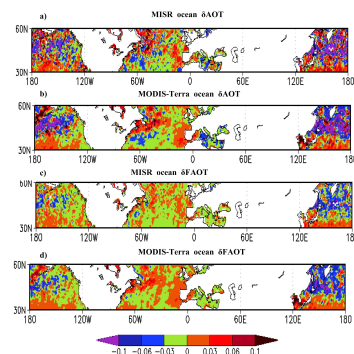 a) MISR ocean δAOT
60N
30N
180 120W 60W 0 60E 120E 180
b) MODIS-Terra ocean δAOT
60N
30N
180 120W 60W 0 60E 120E 180
c) MISR ocean δFAOT
60N
30N
180 120W 60W 0 60E 120E 180
d) MODIS-Terra ocean δFAOT
60N
30N
180 120W 60W 0 60E 120E 180
-0.1 -0.06 -0.03 0 0.03 0.06 0.1